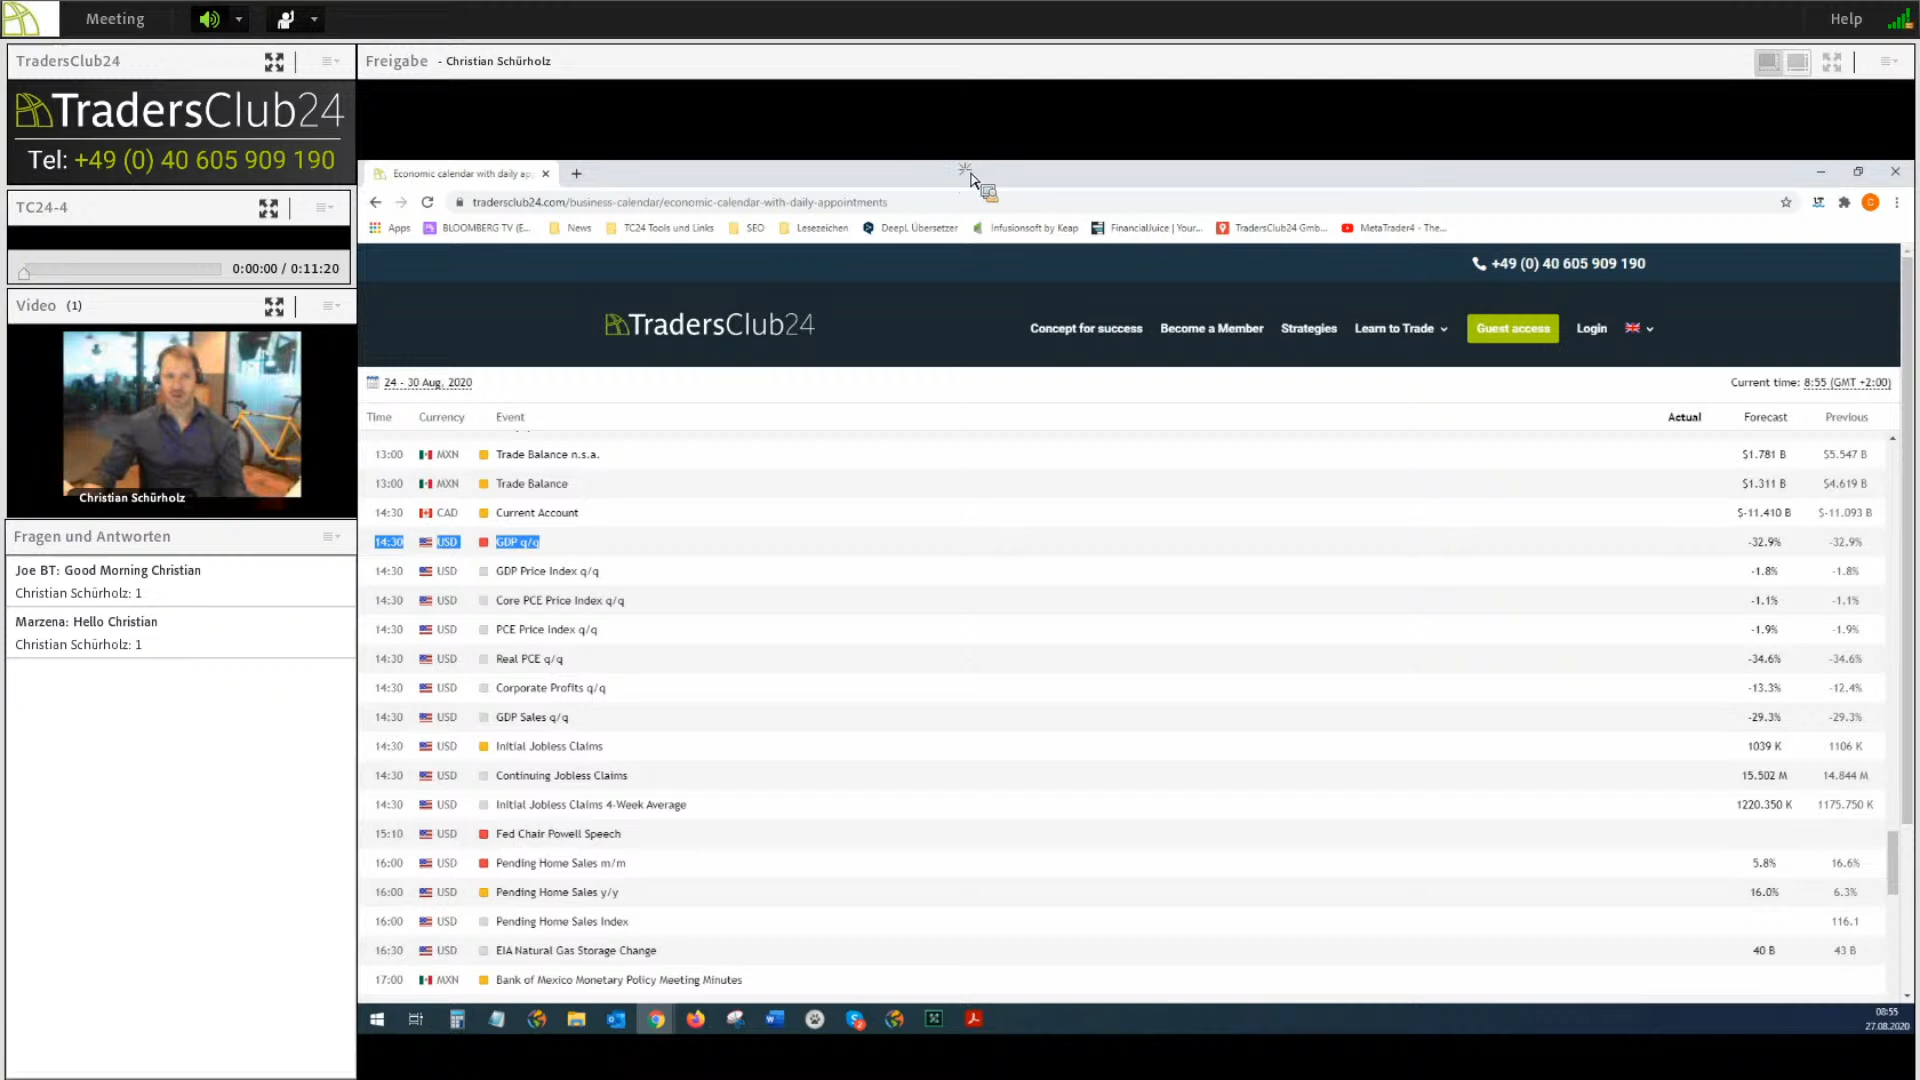 Meeting
Help
TradersClub24
TradersClub24
Tel: +49 (0) 40 605 909 190
TC24-4
0:00:00 / 0:11:20
Video (1)
Christian Schürholz
Fragen und Antworten
Joe BT: Good Morning Christian
Christian Schürholz: 1
Marzena: Hello Christian
Christian Schürholz: 1
Freigabe - Christian Schürholz
Economic calendar with daily ap
tradersclub24.com/business-calendar/economic-calendar-with-daily-appointments
Apps BLOOMBERG TV (E... News TC24 Tools und Links SEO Lesezeichen DeepL Übersetzer Infusionsoft by Keap FinancialJuice | Your... TradersClub24 Gmb... MetaTrader4 - The...
+49 (0) 40 605 909 190
TradersClub24
Concept for success Become a Member Strategies Learn to Trade Guest access Login
24 - 30 Aug, 2020 Current time: 8:55 (GMT +2:00)
Time Currency Event Actual Forecast Previous
13:00 MXN Trade Balance n.s.a. $1.781 B $5.547 B
13:00 MXN Trade Balance $1.311 B $4.619 B
14:30 CAD Current Account $-11.410 B $-11.093 B
14:30 USD GDP q/q -32.9% -32.9%
14:30 USD GDP Price Index q/q -1.8% -1.8%
14:30 USD Core PCE Price Index q/q -1.1% -1.1%
14:30 USD PCE Price Index q/q -1.9% -1.9%
14:30 USD Real PCE q/q -34.6% -34.6%
14:30 USD Corporate Profits q/q -13.3% -12.4%
14:30 USD GDP Sales q/q -29.3% -29.3%
14:30 USD Initial Jobless Claims 1039 K 1106 K
14:30 USD Continuing Jobless Claims 15.502 M 14.844 M
14:30 USD Initial Jobless Claims 4-Week Average 1220.350 K 1175.750 K
15:10 USD Fed Chair Powell Speech
16:00 USD Pending Home Sales m/m 5.8% 16.6%
16:00 USD Pending Home Sales y/y 16.0% 6.3%
16:00 USD Pending Home Sales Index 116.1
16:30 USD EIA Natural Gas Storage Change 40 B 43 B
17:00 MXN Bank of Mexico Monetary Policy Meeting Minutes
08:55
27.08.2020